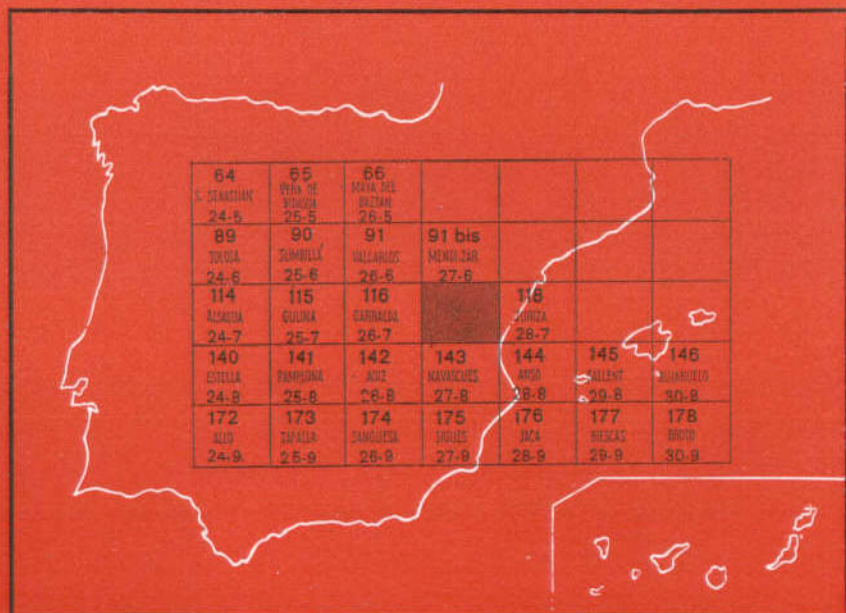 64 65 66
S. SEBASTIAN VERA DE BIDASOA MAYA DEL BAZTAN
24-5 25-5 26-5
89 90 91 91 bis
TOLOSA SUMBILLA VALCARLOS MENDI-ZAR
24-6 25-6 26-6 27-6
114 115 116 118
ALSASUA GULINA GARRALDA ZURIZA
24-7 25-7 26-7 28-7
140 141 142 143 144 145 146
ESTELLA PAMPLONA AOIZ NAVASCUES ANSO SALLENT BUJARUELO
24-8 25-8 26-8 27-8 28-8 29-8 30-8
172 173 174 175 176 177 178
ALLO TAFALLA SANGUESA SIGUES JACA BIESCAS BROTO
24-9 25-9 26-9 27-9 28-9 29-9 30-9